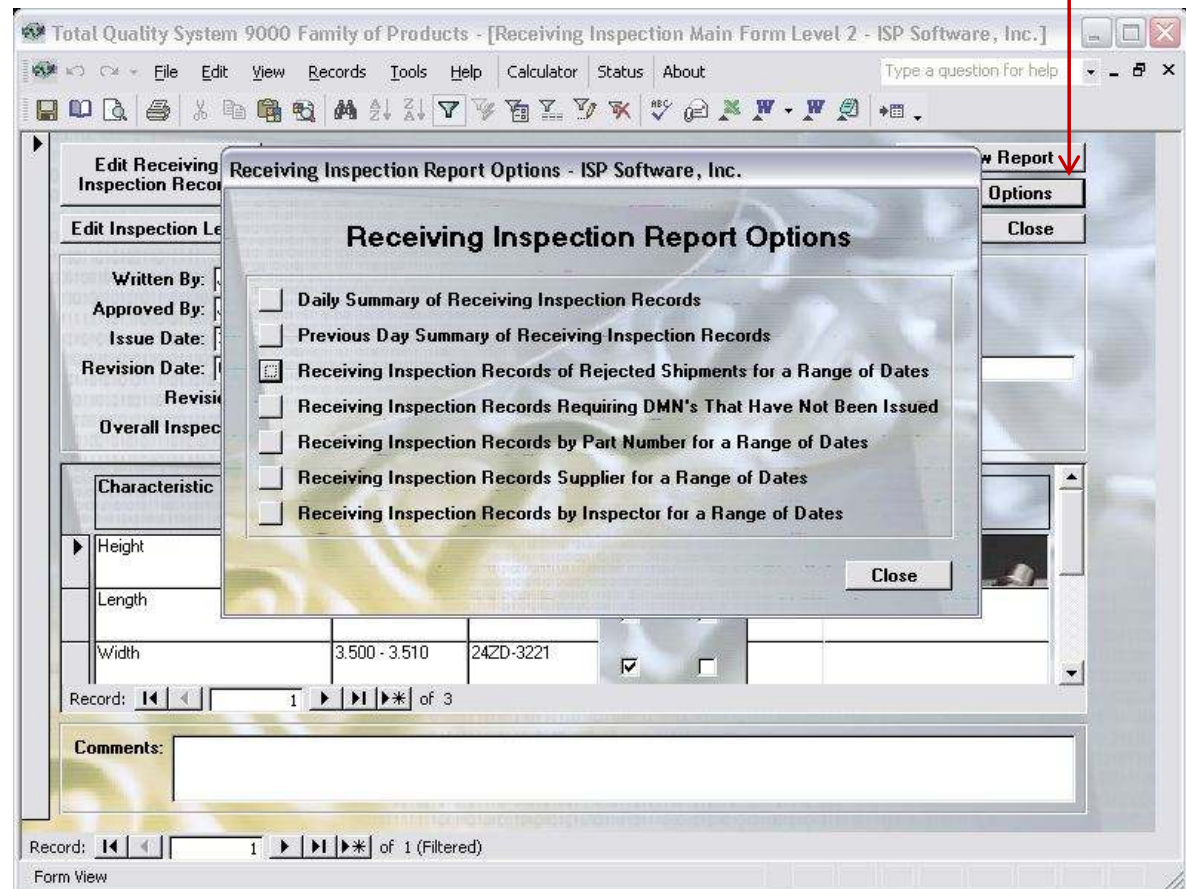 Total Quality System 9000 Family of Products - [Receiving Inspection Main Form Level 2 - ISP Software, Inc.]
File Edit View Records Tools Help Calculator Status About Type a question for help
Edit Receiving
Inspection Recor
w Report
Options
Edit Inspection Le
Close
Receiving Inspection Report Options - ISP Software, Inc.
Receiving Inspection Report Options
Daily Summary of Receiving Inspection Records
Previous Day Summary of Receiving Inspection Records
Receiving Inspection Records of Rejected Shipments for a Range of Dates
Receiving Inspection Records Requiring DMN's That Have Not Been Issued
Receiving Inspection Records by Part Number for a Range of Dates
Receiving Inspection Records Supplier for a Range of Dates
Receiving Inspection Records by Inspector for a Range of Dates
Close
Written By:
Approved By:
Issue Date:
Revision Date:
Revisi
Overall Inspec
Characteristic
Height
Length
Width 3.500 - 3.510 24ZD-3221
Record: 1 of 3
Comments:
Record: 1 of 1 (Filtered)
Form View